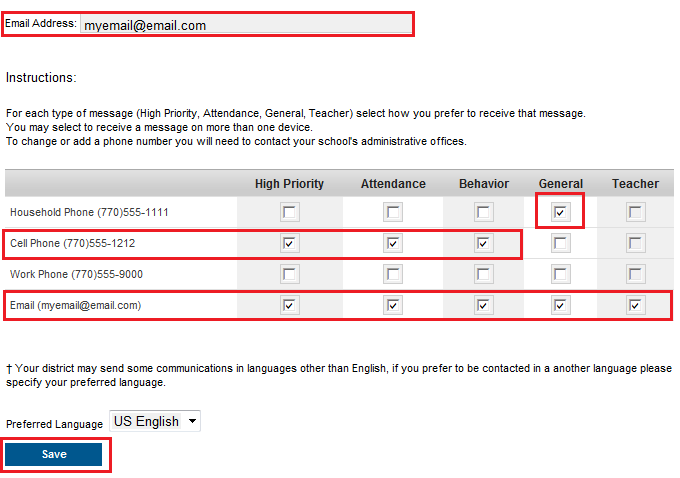 Email Address: myemail@email.com
Instructions:
For each type of message (High Priority, Attendance, General, Teacher) select how you prefer to receive that message.
You may select to receive a message on more than one device.
To change or add a phone number you will need to contact your school's administrative offices.
High Priority Attendance Behavior General Teacher
Household Phone (770)555-1111
Cell Phone (770)555-1212
Work Phone (770)555-9000
Email (myemail@email.com)
† Your district may send some communications in languages other than English, if you prefer to be contacted in a another language please
specify your preferred language.
Preferred Language US English
Save